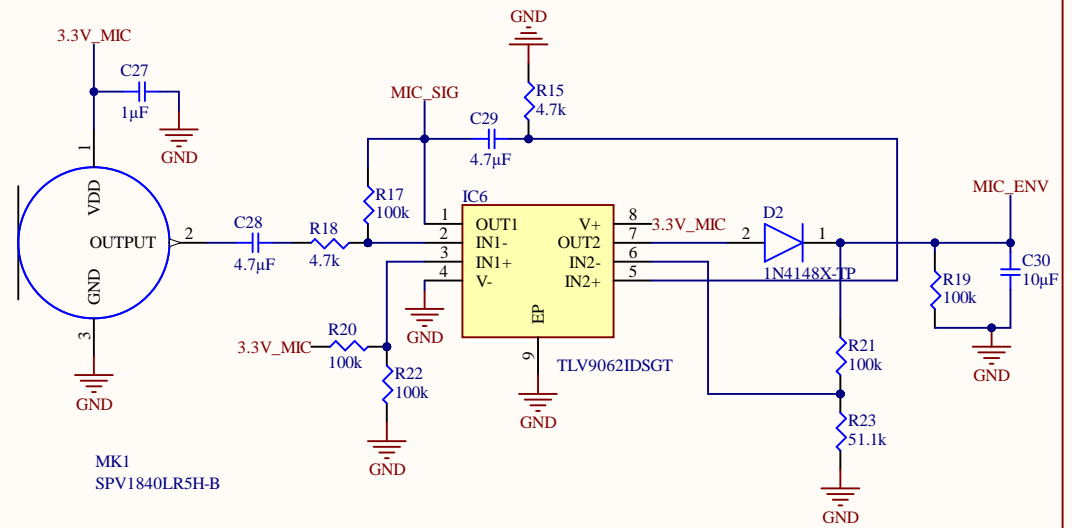 GND
3.3V_MIC
C27
1µF
GND
1
VDD
OUTPUT
2
GND
3
GND
MK1
SPV1840LR5H-B
C28
4.7µF
R18
4.7k
MIC_SIG
R17
100k
C29
4.7µF
R15
4.7k
IC6
1
OUT1
2
IN1-
3
IN1+
4
V-
V+
8
3.3V_MIC
OUT2
7
IN2-
6
IN2+
5
EP
9
TLV9062IDSGT
GND
GND
3.3V_MIC
R20
100k
R22
100k
GND
D2
2
1
1N4148X-TP
MIC_ENV
R19
100k
C30
10µF
GND
R21
100k
R23
51.1k
GND